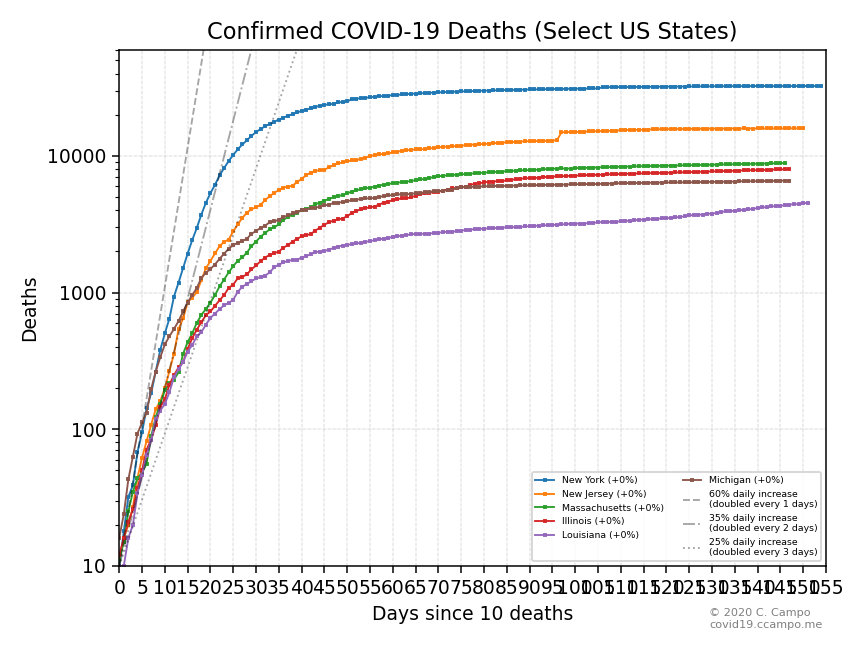 Confirmed COVID-19 Deaths (Select US States)
Deaths
10000
1000
100
10
New York (+0%)
New Jersey (+0%)
Massachusetts (+0%)
Illinois (+0%)
Louisiana (+0%)
Michigan (+0%)
60% daily increase
(doubled every 1 days)
35% daily increase
(doubled every 2 days)
25% daily increase
(doubled every 3 days)
0 5 10 15 20 25 30 35 40 45 50 55 60 65 70 75 80 85 90 95 100 105 110 115 120 125 130 135 140 145 150 155
Days since 10 deaths
© 2020 C. Campo
covid19.ccampo.me